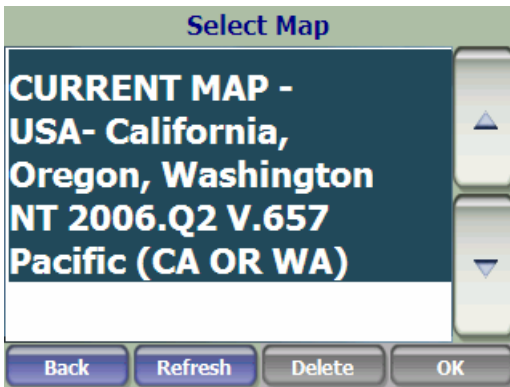 Select Map
CURRENT MAP -
USA- California,
Oregon, Washington
NT 2006.Q2 V.657
Pacific (CA OR WA)
Back Refresh Delete OK